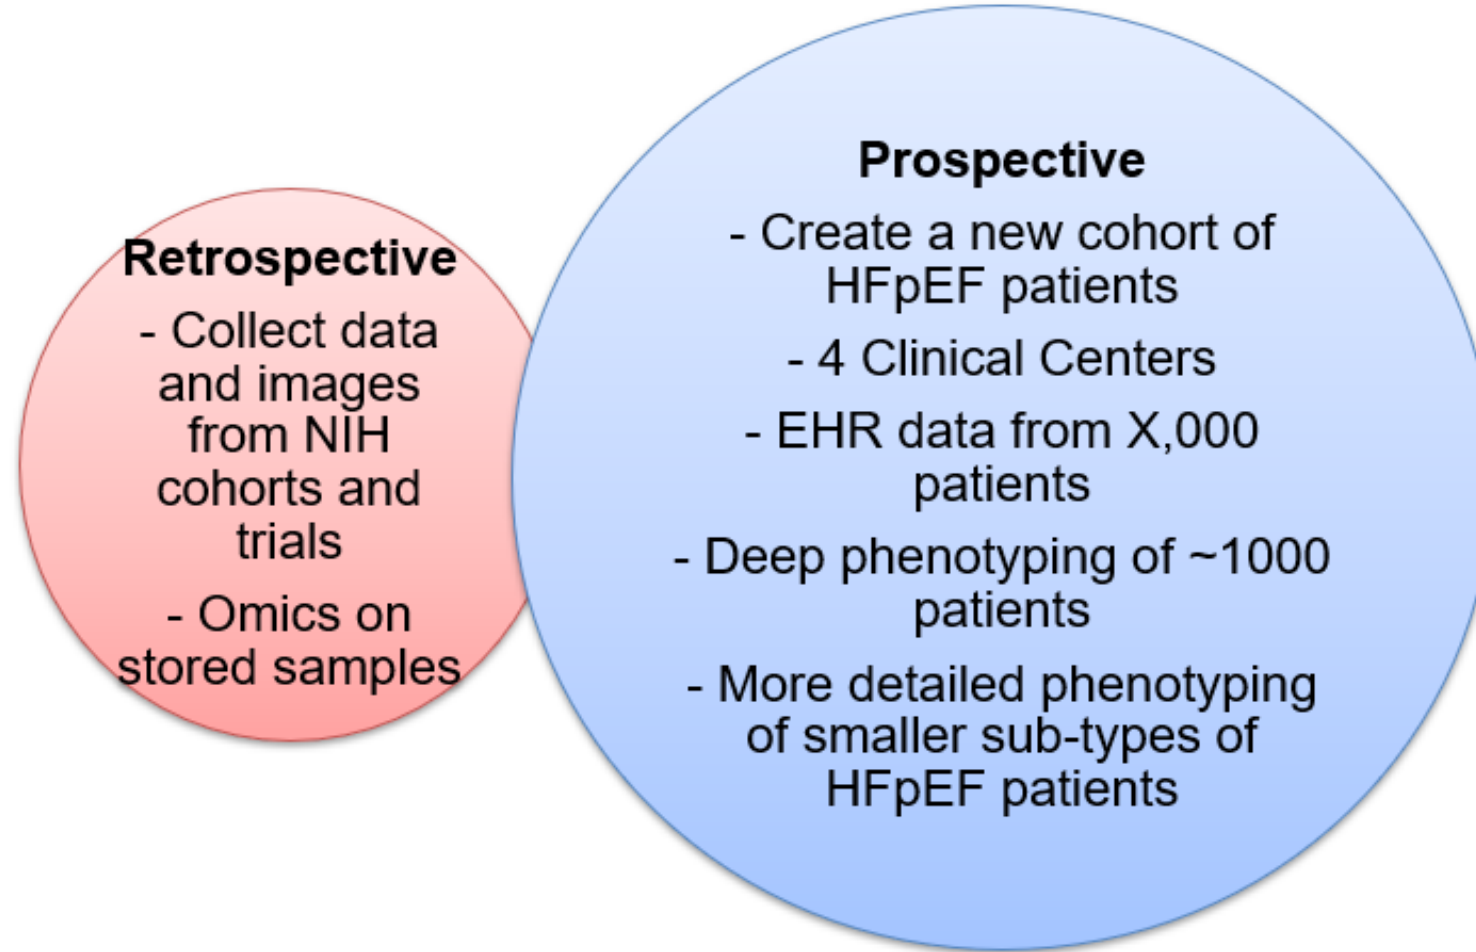 Retrospective
- Collect data
and images
from NIH
cohorts and
trials
- Omics on
stored samples
Prospective
- Create a new cohort of
HFpEF patients
- 4 Clinical Centers
- EHR data from X,000
patients
- Deep phenotyping of ~1000
patients
- More detailed phenotyping
of smaller sub-types of
HFpEF patients